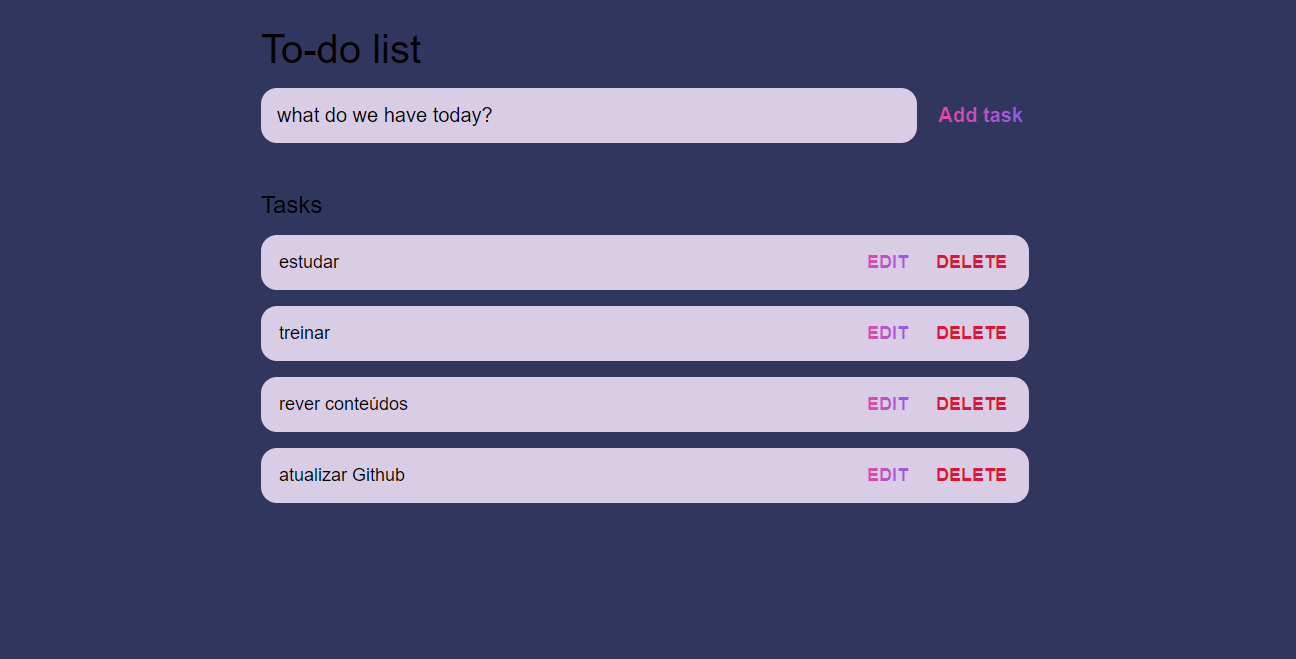 To-do list
what do we have today? Add task
Tasks
estudar EDIT DELETE
treinar EDIT DELETE
rever conteúdos EDIT DELETE
atualizar Github EDIT DELETE